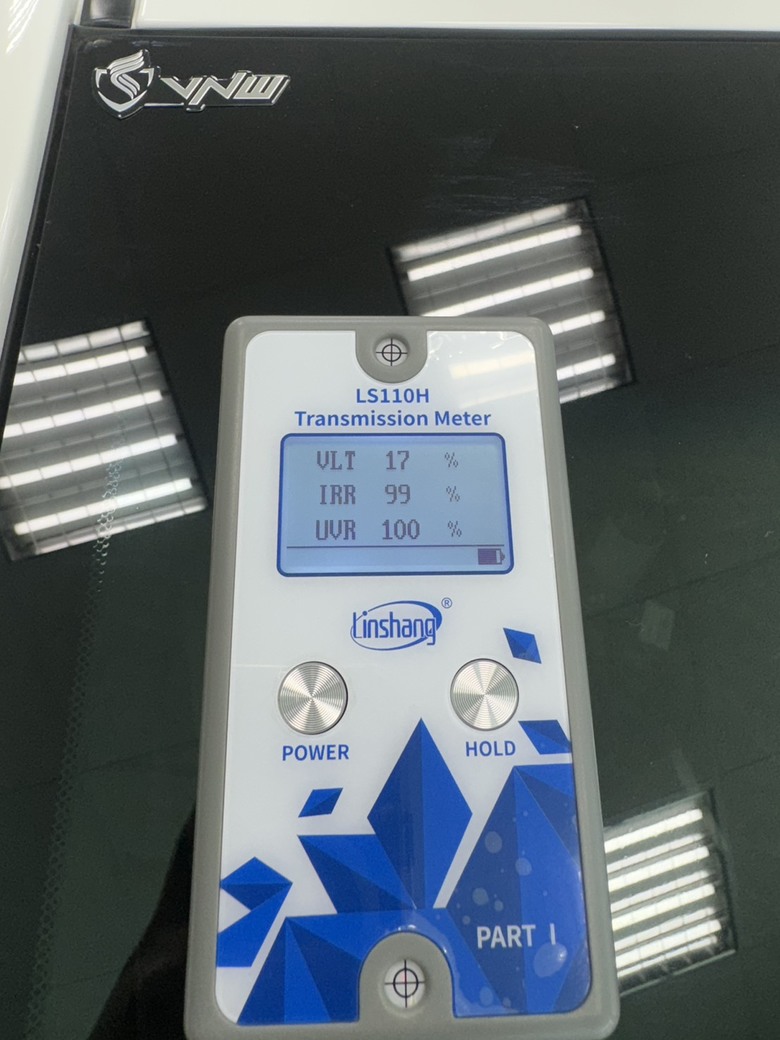 VNW
LS110H
Transmission Meter
VLT 17 %
IRR 99 %
UVR 100 %
Linshang®
POWER HOLD
PART I